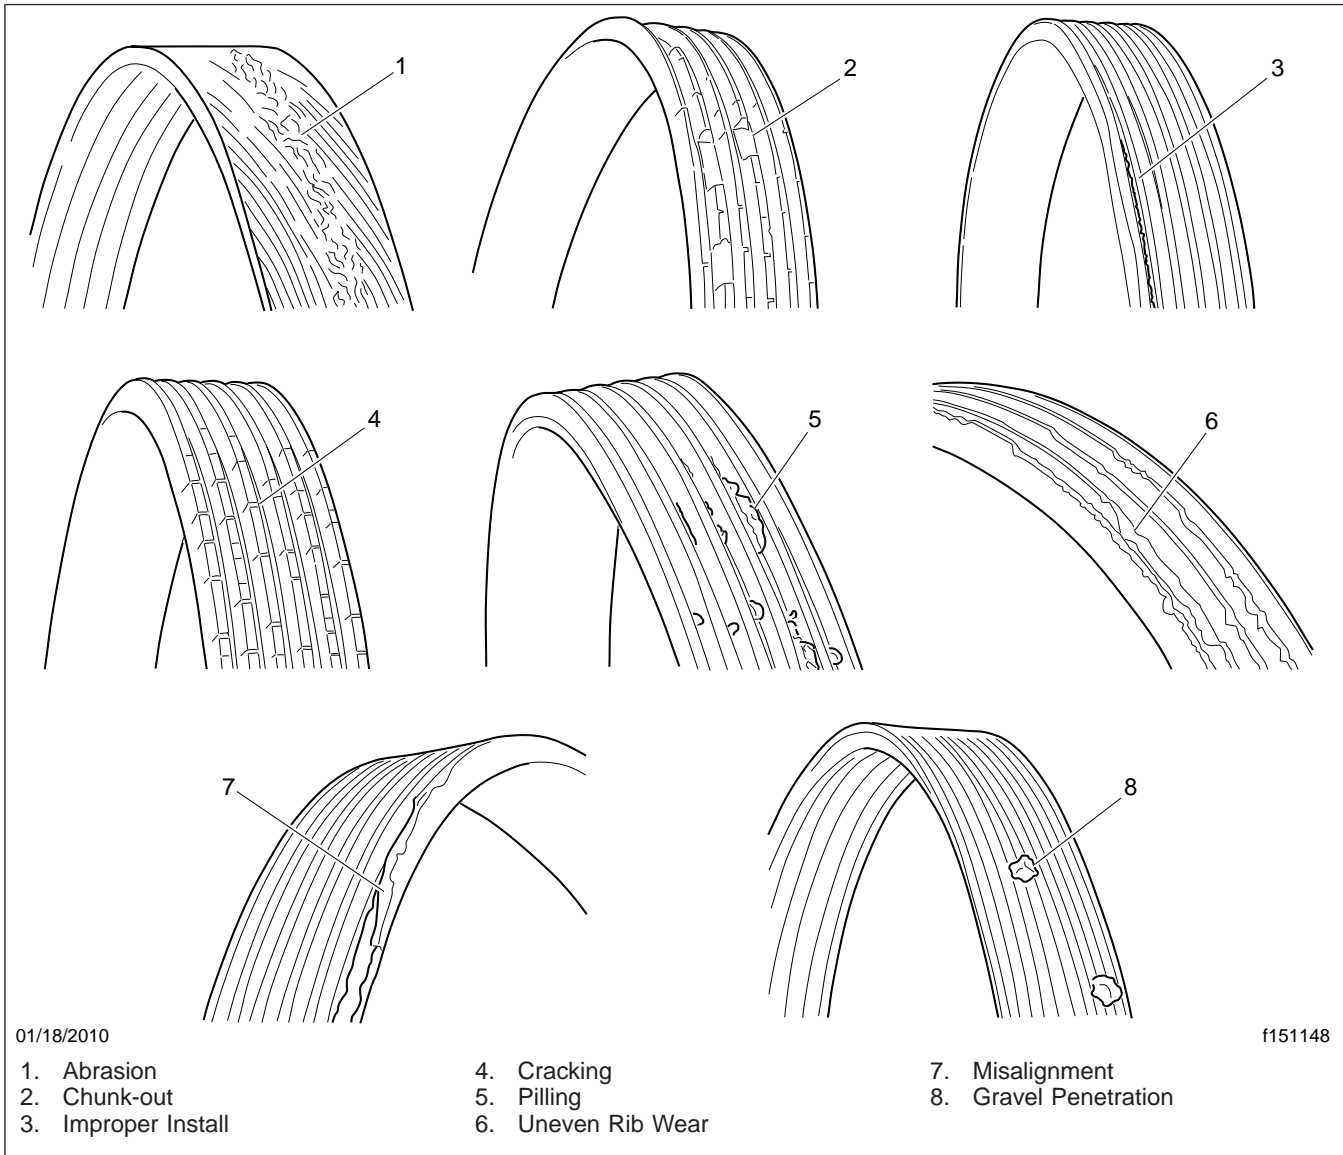 1
2
3
4
5
6
7
8
01/18/2010
f151148
1. Abrasion
2. Chunk-out
3. Improper Install
4. Cracking
5. Pilling
6. Uneven Rib Wear
7. Misalignment
8. Gravel Penetration